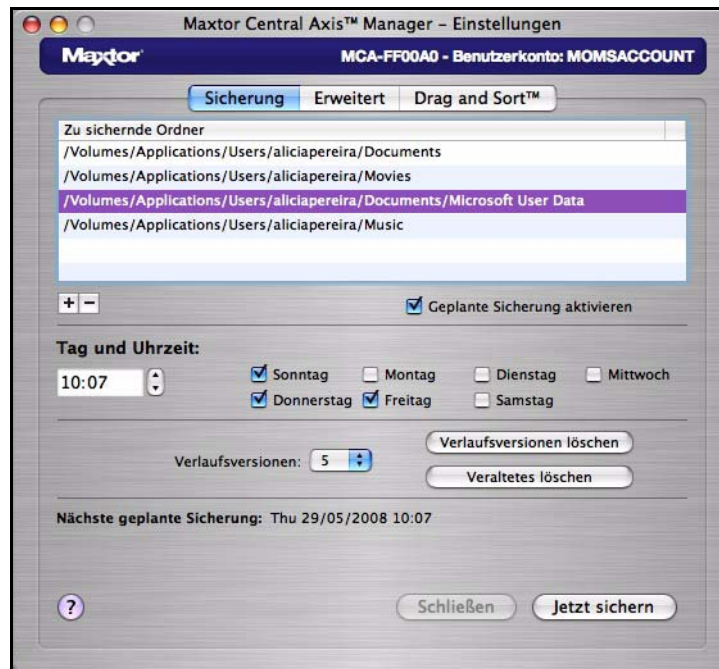 Maxtor Central Axis™ Manager – Einstellungen
Maxtor MCA-FF00A0 - Benutzerkonto: MOMSACCOUNT
Sicherung Erweitert Drag and Sort™
Zu sichernde Ordner
/Volumes/Applications/Users/aliciapereira/Documents
/Volumes/Applications/Users/aliciapereira/Movies
/Volumes/Applications/Users/aliciapereira/Documents/Microsoft User Data
/Volumes/Applications/Users/aliciapereira/Music
+ − Geplante Sicherung aktivieren
Tag und Uhrzeit:
10:07 Sonntag Montag Dienstag Mittwoch
Donnerstag Freitag Samstag
Verlaufsversionen: 5 Verlaufsversionen löschen
Veraltetes löschen
Nächste geplante Sicherung: Thu 29/05/2008 10:07
? Schließen Jetzt sichern